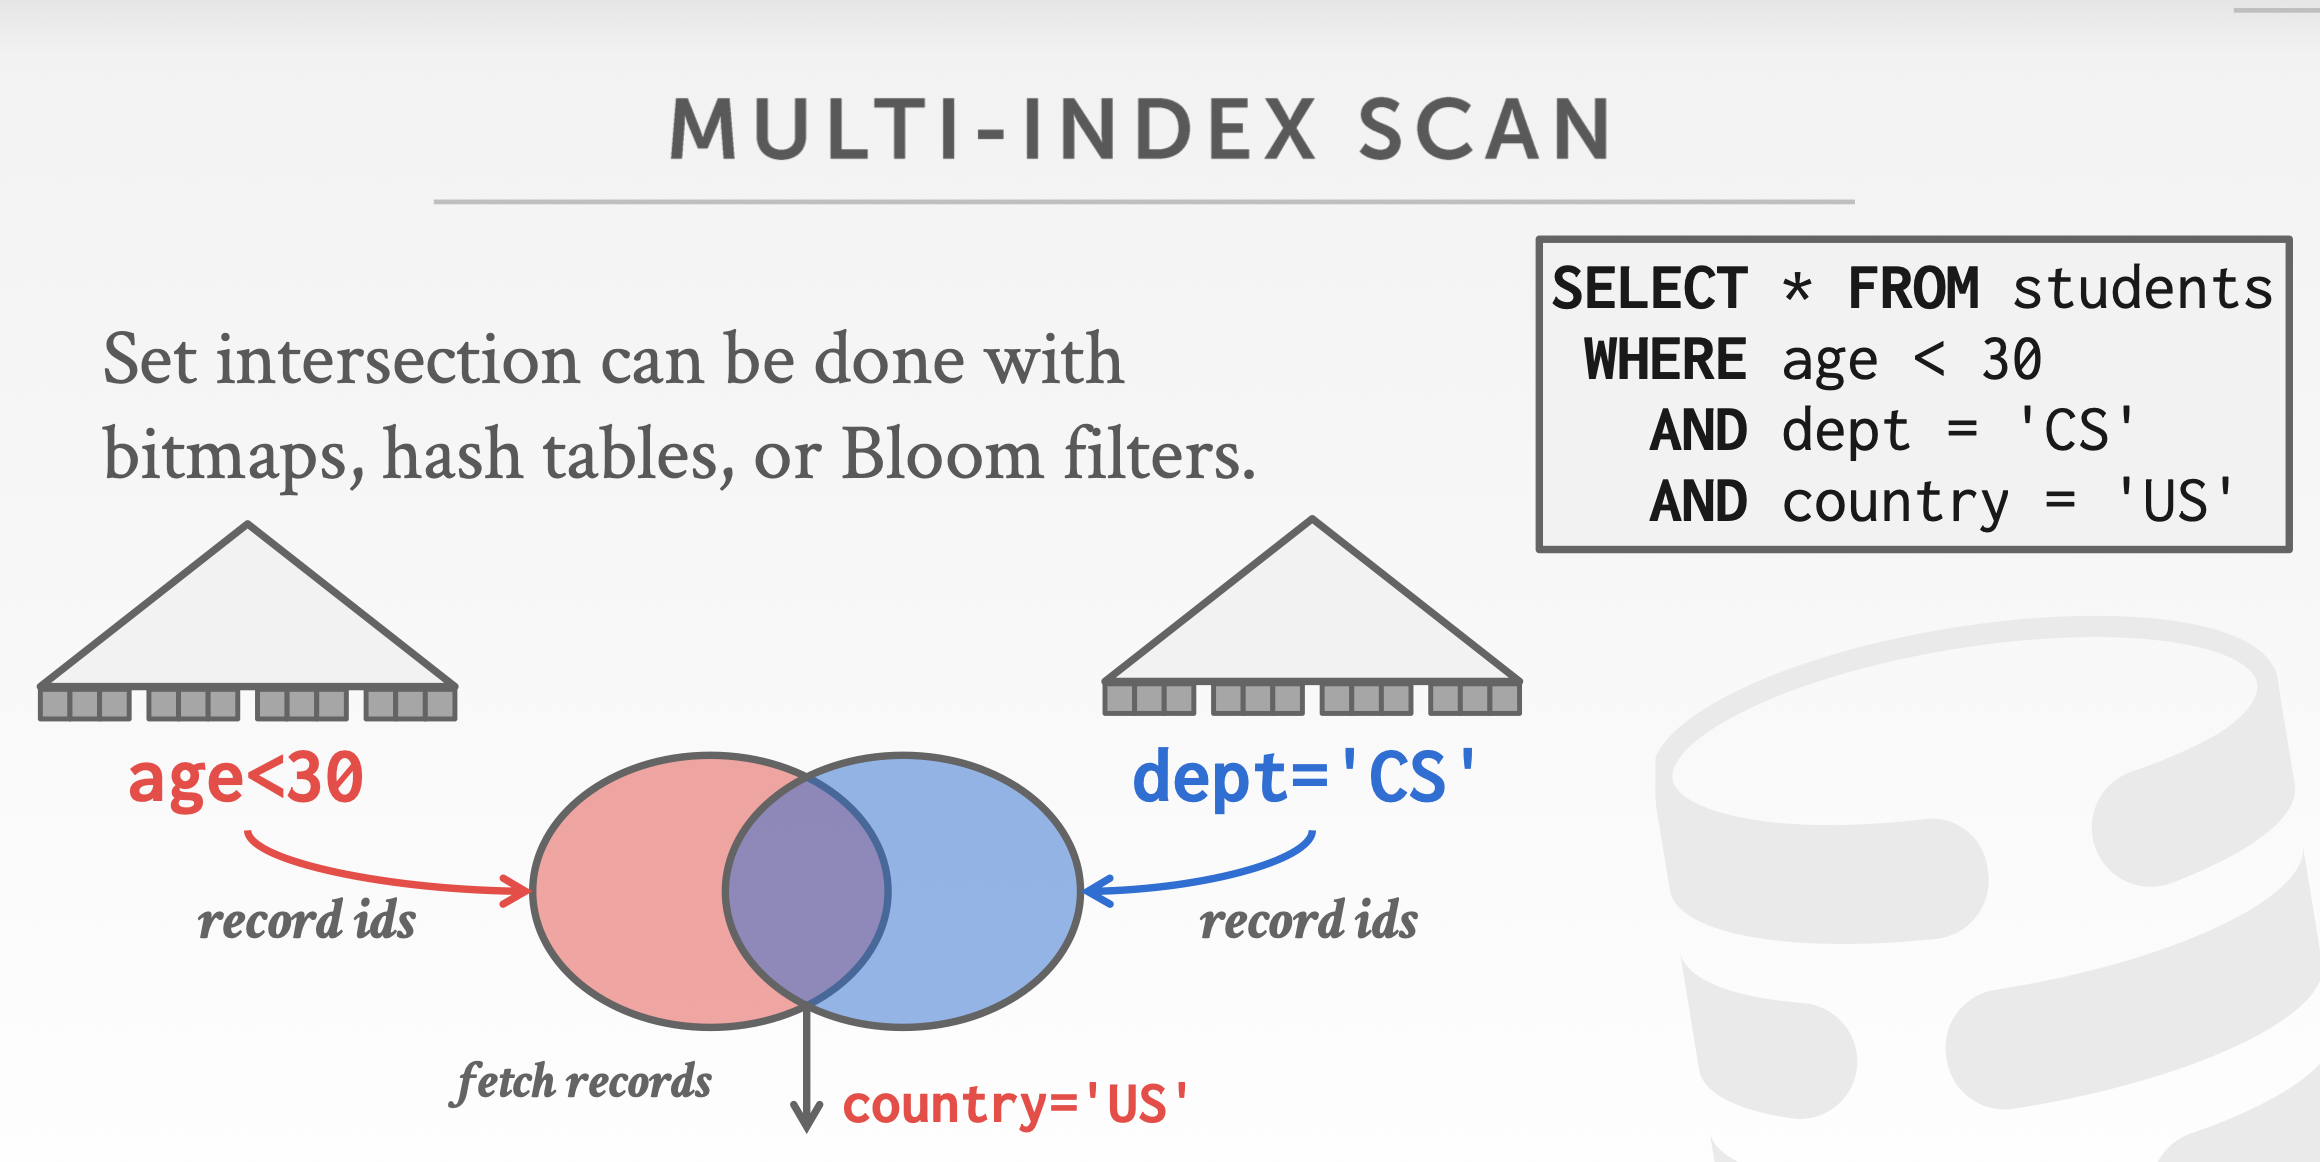 MULTI-INDEX SCAN
Set intersection can be done with
bitmaps, hash tables, or Bloom filters.
SELECT * FROM students
WHERE age < 30
AND dept = 'CS'
AND country = 'US'
age<30
dept='CS'
record ids
record ids
fetch records
country='US'